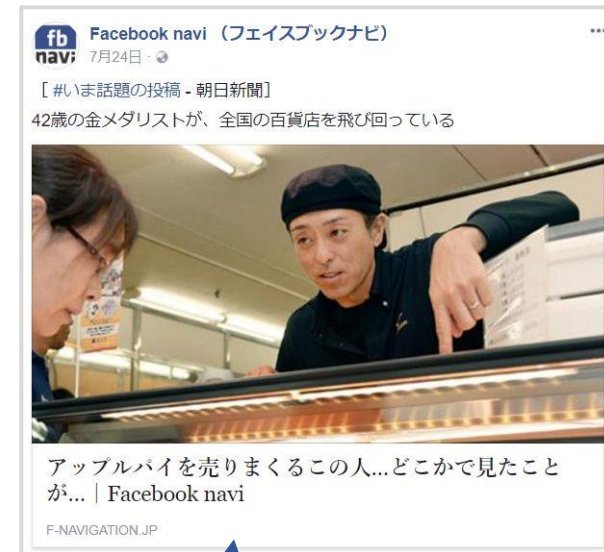 fb
navi
Facebook navi （フェイスブックナビ）
7月24日
[ #いま話題の投稿 - 朝日新聞]
42歳の金メダリストが、全国の百貨店を飛び回っている
アップルパイを売りまくるこの人…どこかで見たこと
が…｜Facebook navi
F-NAVIGATION.JP